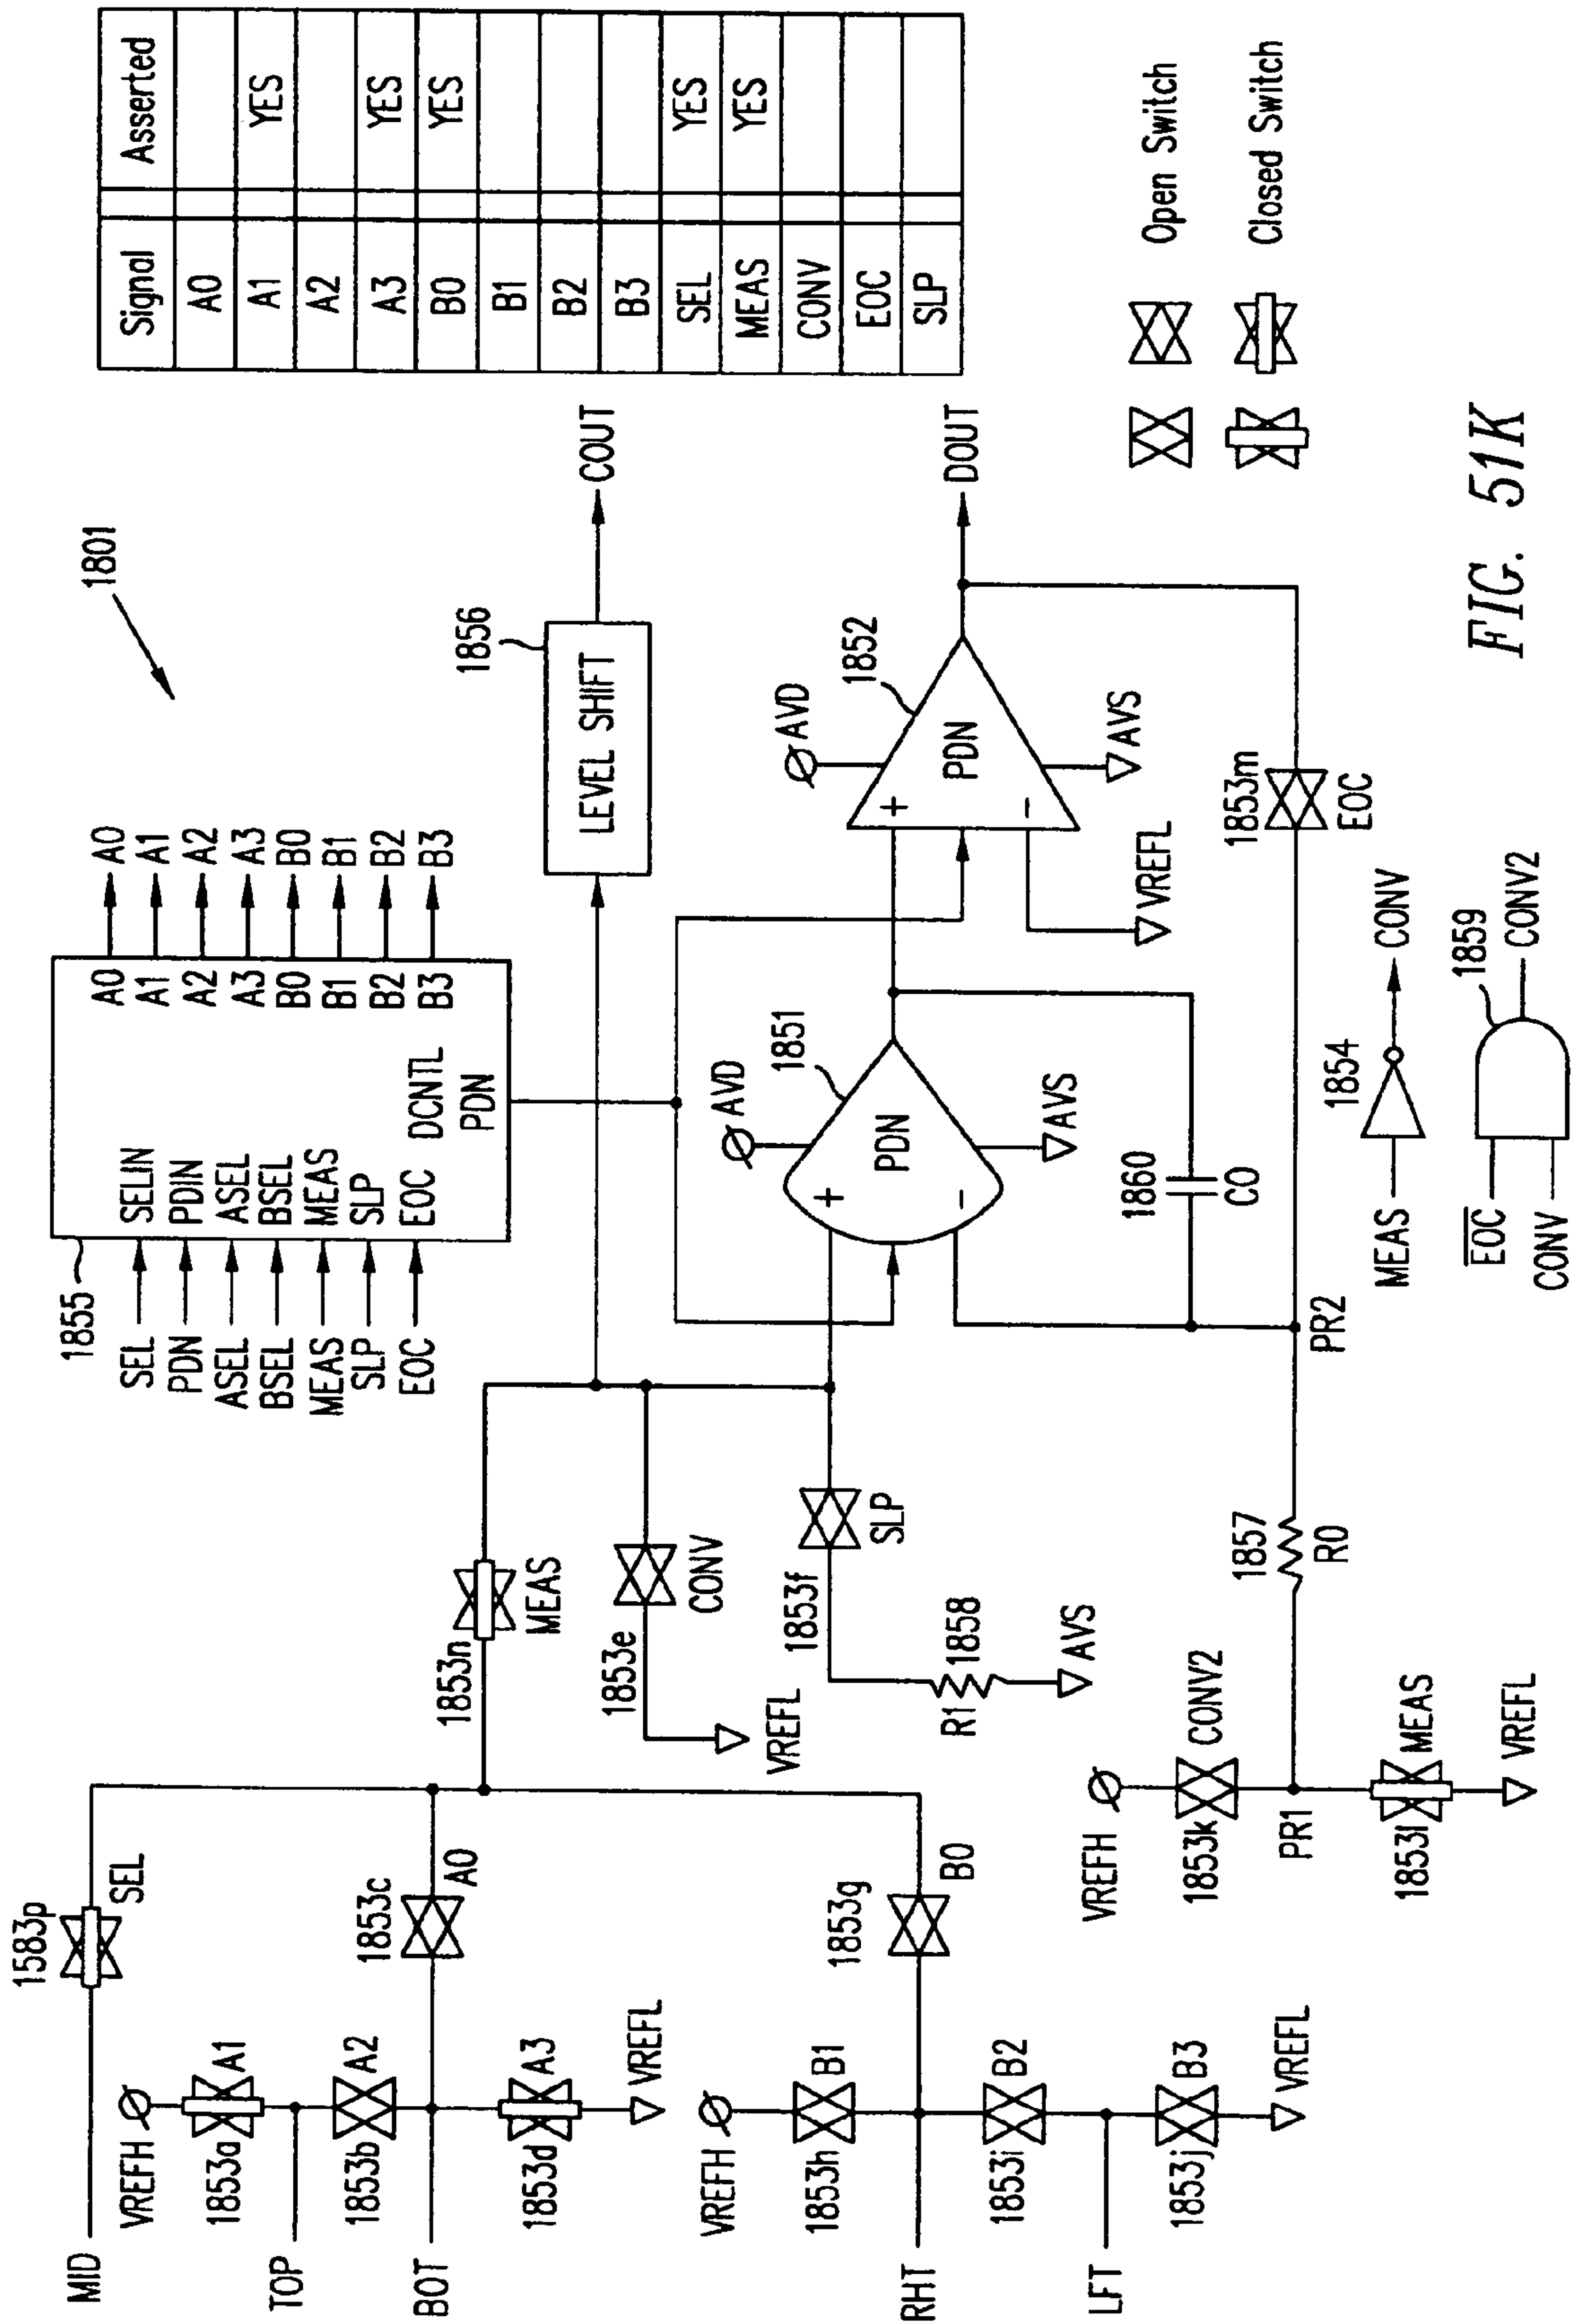 1801
1855
SEL
PDN
ASEL
BSEL
MEAS
SLP
EOC
SELIN
PDIN
ASEL
BSEL
MEAS
SLP
EOC
DCNTL
PDN
A0
A1
A2
A3
B0
B1
B2
B3
A0
A1
A2
A3
B0
B1
B2
B3
Signal Asserted
A0
A1 YES
A2
A3 YES
B0 YES
B1
B2
B3
SEL YES
MEAS YES
CONV
EOC
SLP
MID
1583p
SEL
VREFH
1853a
A1
TOP
1853b
A2
BOT
1853c
A0
1853d
A3
VREFL
VREFH
1853h
B1
RHT
1853g
B0
1853i
B2
LFT
1853j
B3
VREFL
1853n
MEAS
1853e
CONV
VREFL
1853f
SLP
R1
1858
AVS
1856
LEVEL SHIFT
COUT
AVD
1851
+
PDN
–
AVS
1860
CO
AVD
1852
+
PDN
–
AVS
VREFL
DOUT
1853m
EOC
VREFH
1853k
CONV2
PR1
1853l
MEAS
VREFL
1857
R0
PR2
MEAS
1854
CONV
E̅O̅C̅
CONV
1859
CONV2
Open Switch
Closed Switch
FIG. 51K